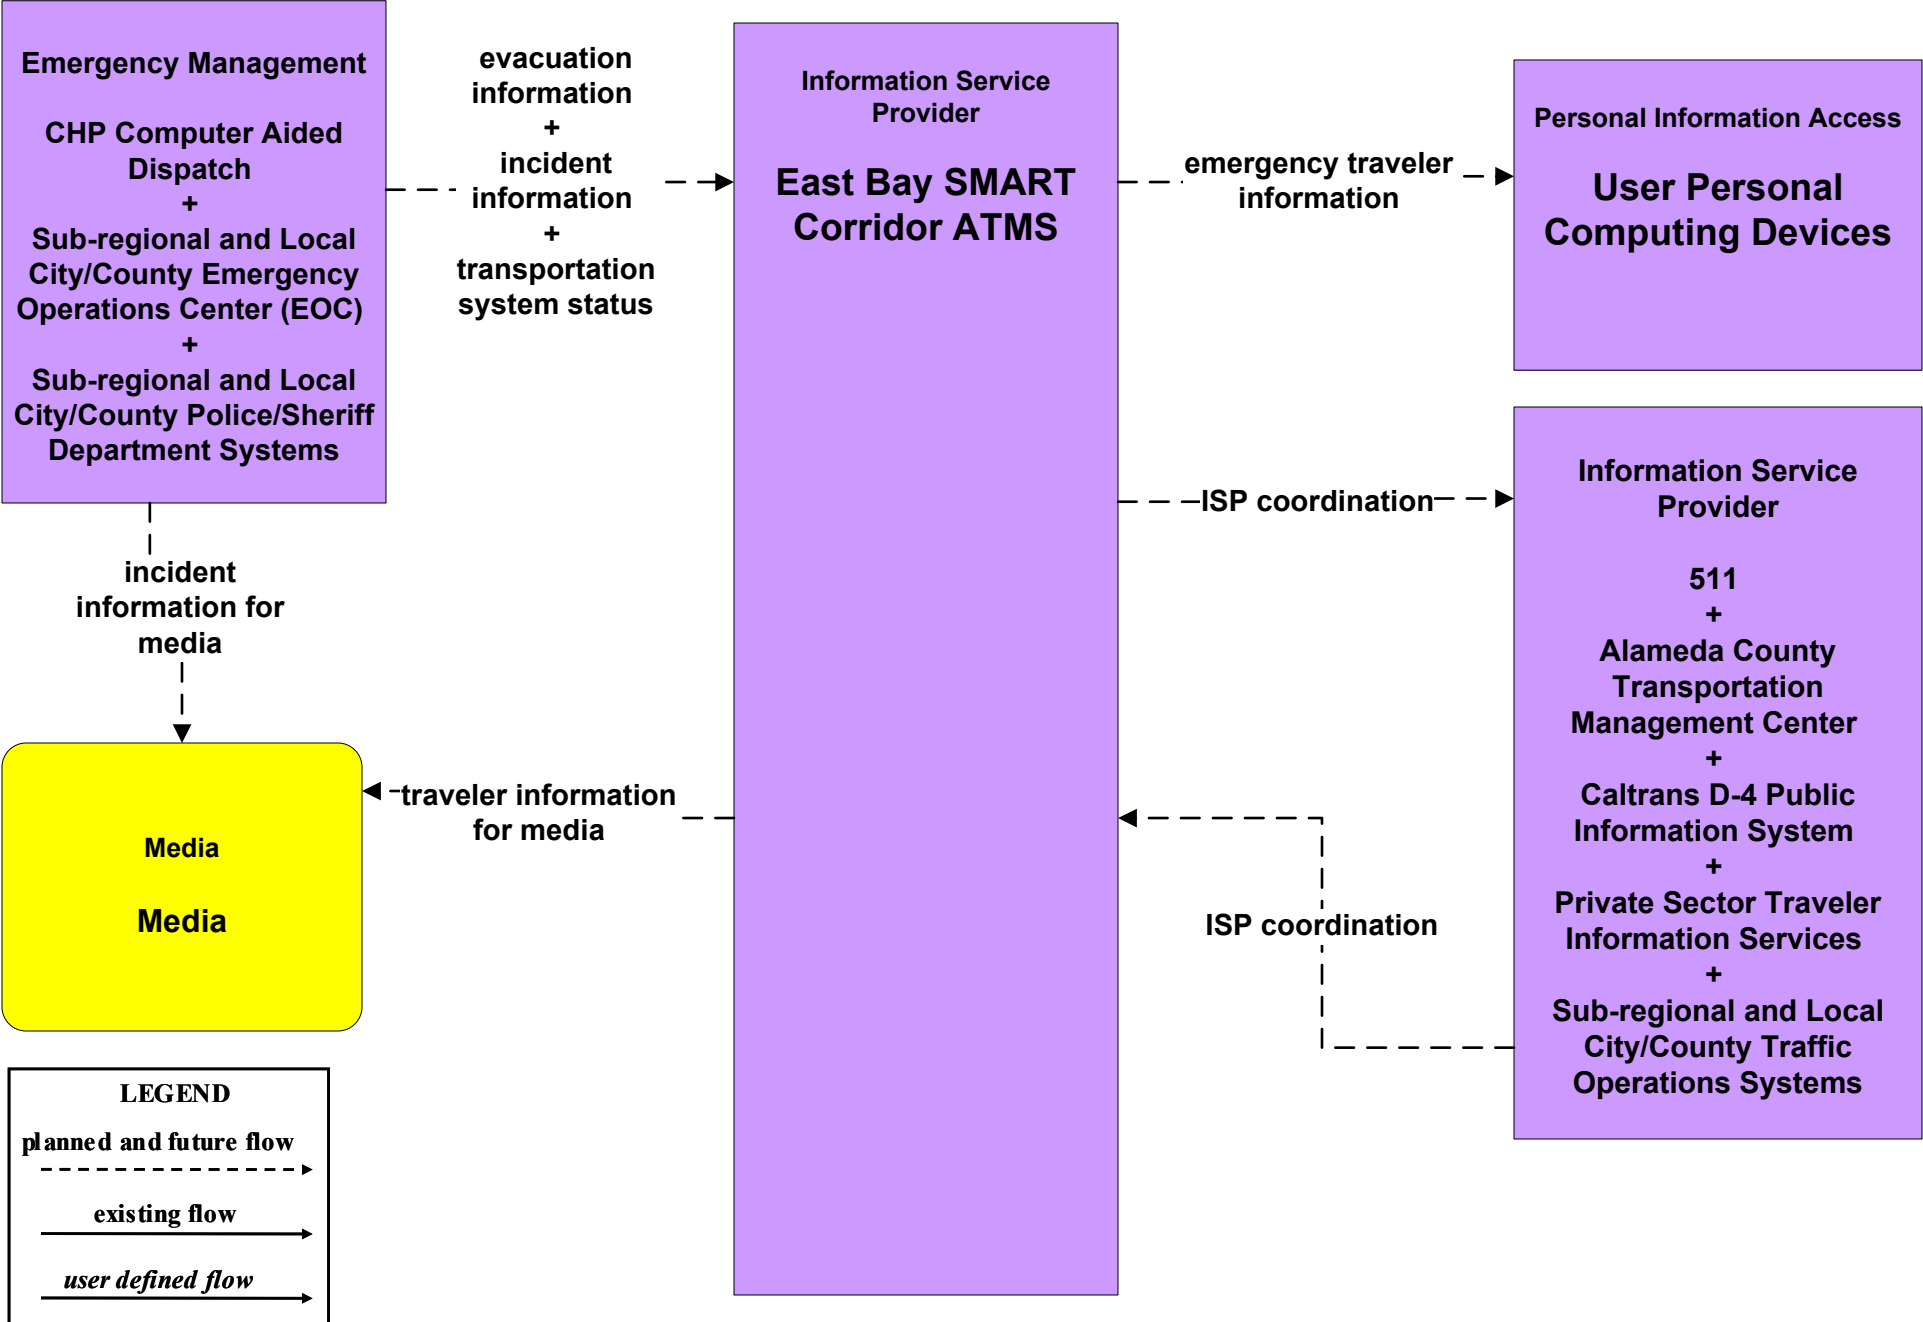 Emergency Management
CHP Computer Aided
Dispatch
+
Sub-regional and Local
City/County Emergency
Operations Center (EOC)
+
Sub-regional and Local
City/County Police/Sheriff
Department Systems
evacuation
information
+
incident
information
+
transportation
system status
Information Service
Provider
East Bay SMART
Corridor ATMS
emergency traveler
information
Personal Information Access
User Personal
Computing Devices
ISP coordination
Information Service
Provider
511
+
Alameda County
Transportation
Management Center
+
Caltrans D-4 Public
Information System
+
Private Sector Traveler
Information Services
+
Sub-regional and Local
City/County Traffic
Operations Systems
ISP coordination
incident
information for
media
traveler information
for media
Media
Media
LEGEND
planned and future flow
existing flow
user defined flow